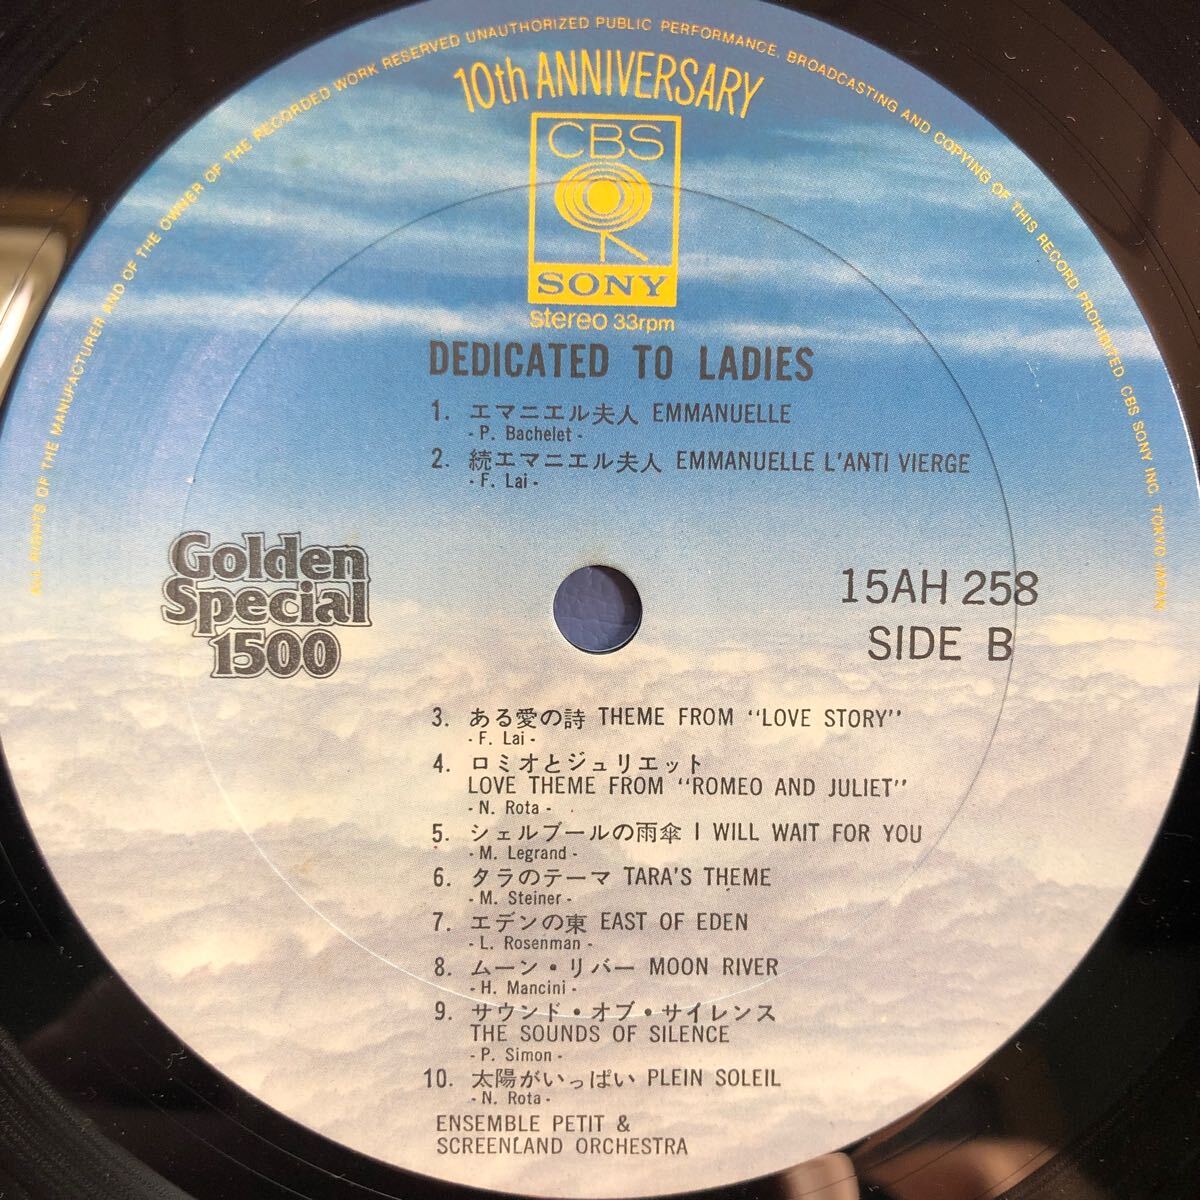 ALL RIGHTS OF THE MANUFACTURER AND OF THE OWNER OF THE RECORDED WORK RESERVED UNAUTHORIZED PUBLIC PERFORMANCE, BROADCASTING AND COPYING OF THIS RECORD PROHIBITED. CBS SONY INC. TOKYO JAPAN
10th ANNIVERSARY
CBS
SONY
stereo 33rpm
DEDICATED TO LADIES
1. エマニエル夫人 EMMANUELLE
- P. Bachelet -
2. 続エマニエル夫人 EMMANUELLE L'ANTI VIERGE
- F. Lai -
Golden
Special
1500
15AH 258
SIDE B
3. ある愛の詩 THEME FROM "LOVE STORY"
- F. Lai -
4. ロミオとジュリエット
LOVE THEME FROM "ROMEO AND JULIET"
- N. Rota -
5. シェルブールの雨傘 I WILL WAIT FOR YOU
- M. Legrand -
6. タラのテーマ TARA'S THEME
- M. Steiner -
7. エデンの東 EAST OF EDEN
- L. Rosenman -
8. ムーン・リバー MOON RIVER
- H. Mancini -
9. サウンド・オブ・サイレンス
THE SOUNDS OF SILENCE
- P. Simon -
10. 太陽がいっぱい PLEIN SOLEIL
- N. Rota -
ENSEMBLE PETIT &
SCREENLAND ORCHESTRA